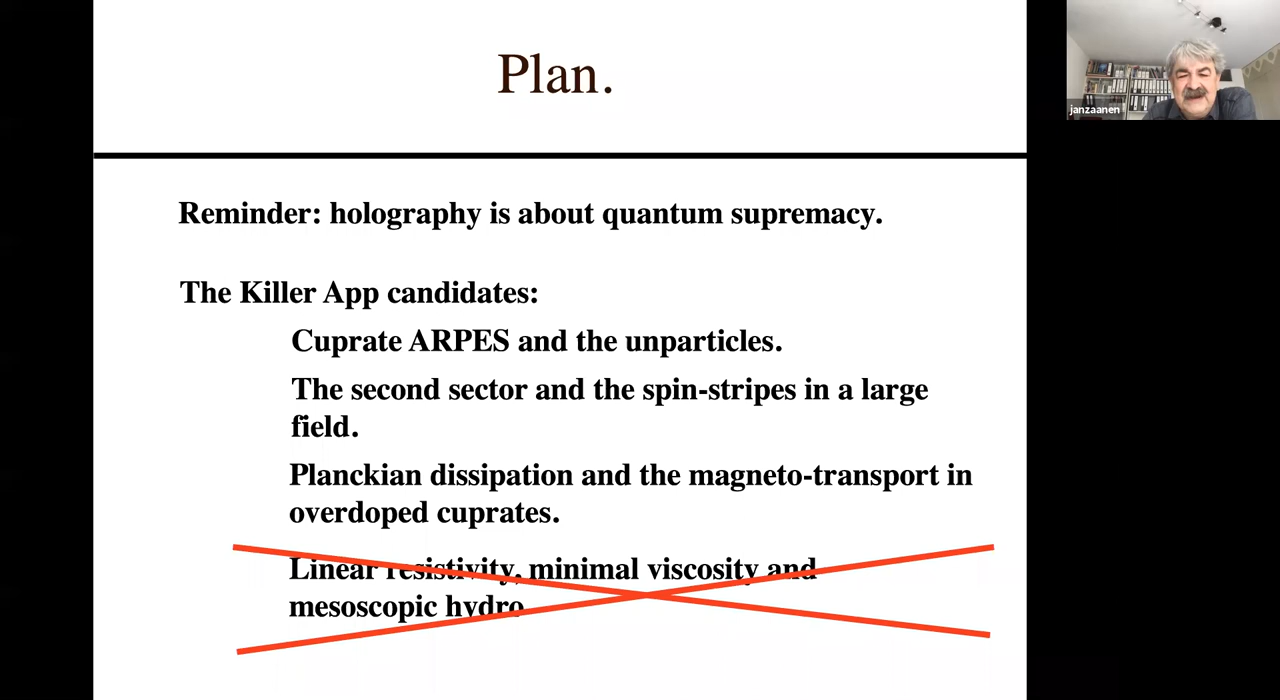 Plan.
janzaanen
Reminder: holography is about quantum supremacy.
The Killer App candidates:
Cuprate ARPES and the unparticles.
The second sector and the spin-stripes in a large
field.
Planckian dissipation and the magneto-transport in
overdoped cuprates.
Linear resistivity, minimal viscosity and
mesoscopic hydro